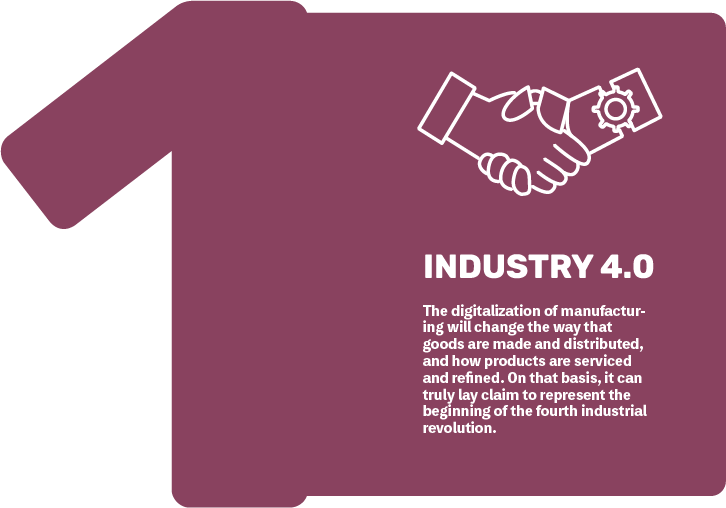 INDUSTRY 4.0
The digitalization of manufactur-
ing will change the way that
goods are made and distributed,
and how products are serviced
and refined. On that basis, it can
truly lay claim to represent the
beginning of the fourth industrial
revolution.